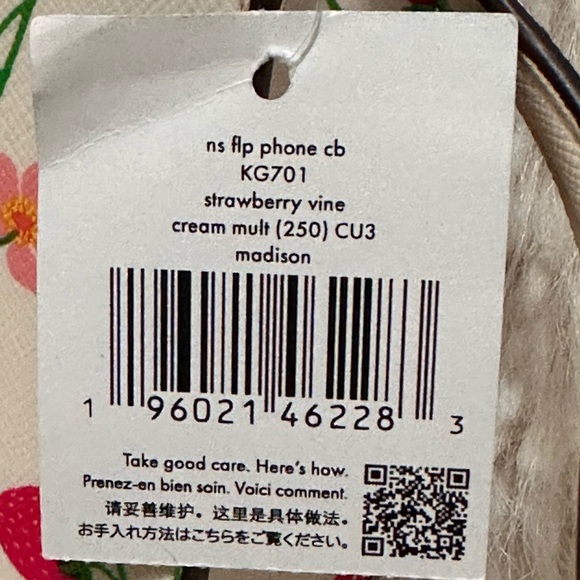 ns flp phone cb
KG701
strawberry vine
cream mult (250) CU3
madison
1 96021 46228 3
Take good care. Here's how.
Prenez-en bien soin. Voici comment.
请妥善维护。这里是具体做法。
お手入れ方法はこちらをご覧ください。